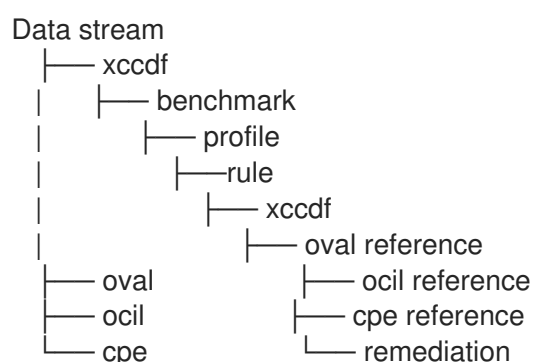 Data stream
├── xccdf
| ├── benchmark
| ├── profile
| ├──rule
| ├── xccdf
| ├── oval reference
├── oval ├── ocil reference
├── ocil ├── cpe reference
└── cpe └── remediation